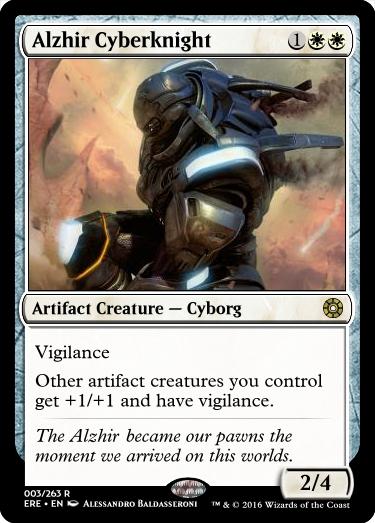 Alzhir Cyberknight 1
Artifact Creature — Cyborg
Vigilance
Other artifact creatures you control
get +1/+1 and have vigilance.
The Alzhir became our pawns the
moment we arrived on this worlds.
2/4
003/263 R
ERE • EN Alessandro Baldasseroni ™ & © 2016 Wizards of the Coast